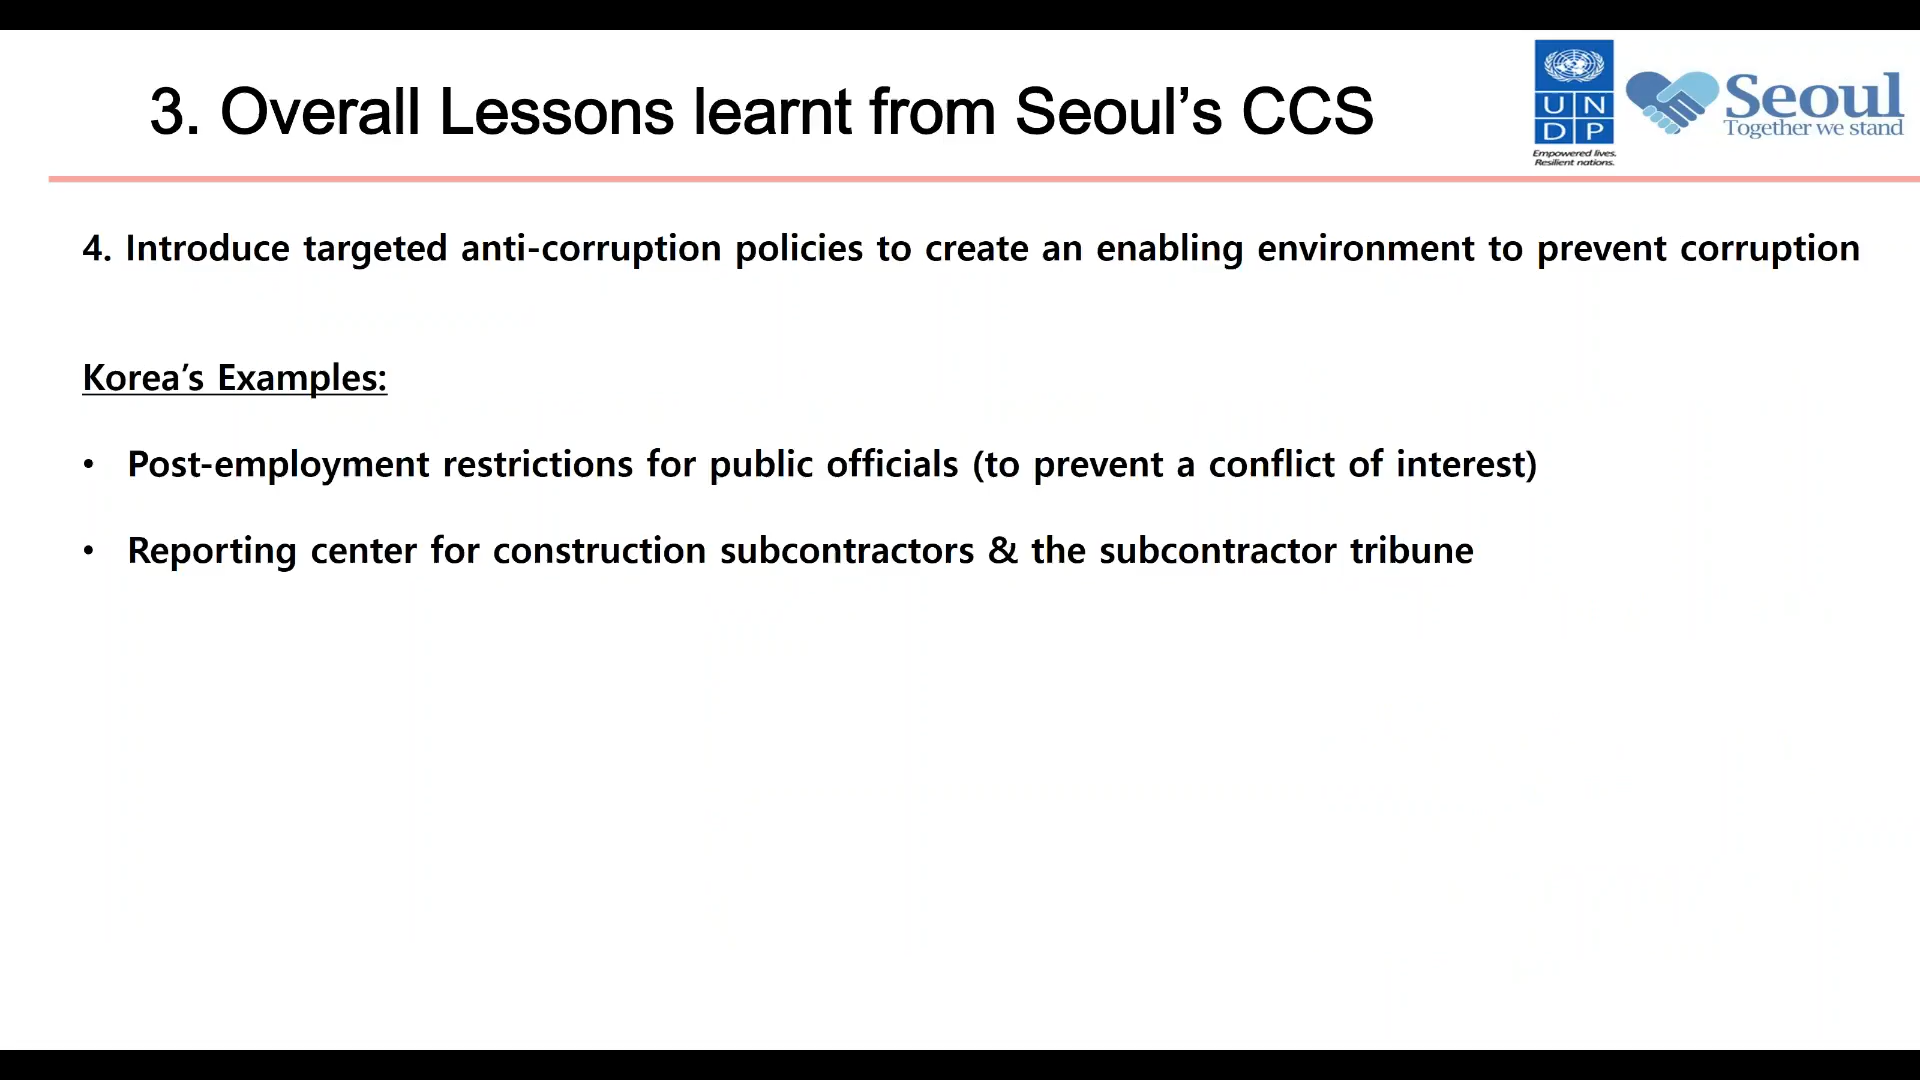 3. Overall Lessons learnt from Seoul’s CCS
U N
D P
Empowered lives.
Resilient nations.
Seoul
Together we stand
4. Introduce targeted anti-corruption policies to create an enabling environment to prevent corruption
Korea’s Examples:
• Post-employment restrictions for public officials (to prevent a conflict of interest)
• Reporting center for construction subcontractors & the subcontractor tribune